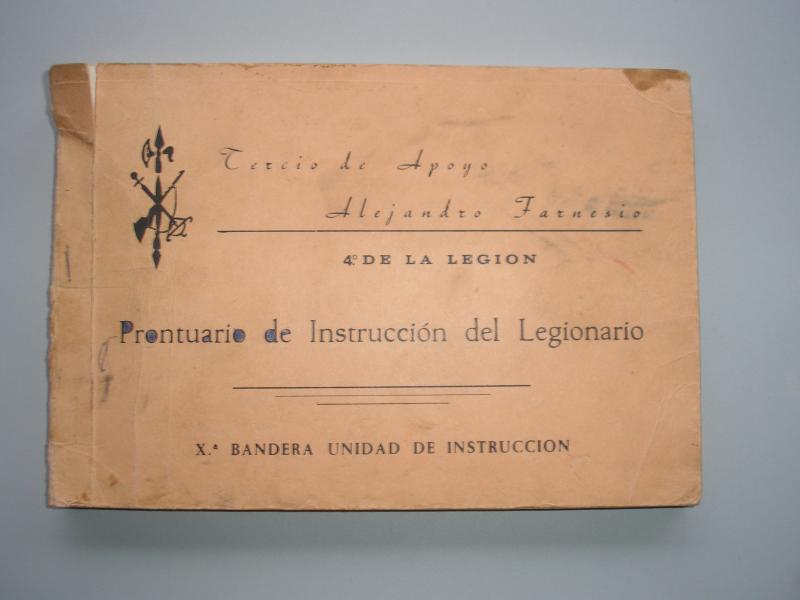 Tercio de Apoyo
Alejandro Farnesio
4º DE LA LEGION
Prontuario de Instrucción del Legionario
X.ª BANDERA UNIDAD DE INSTRUCCION